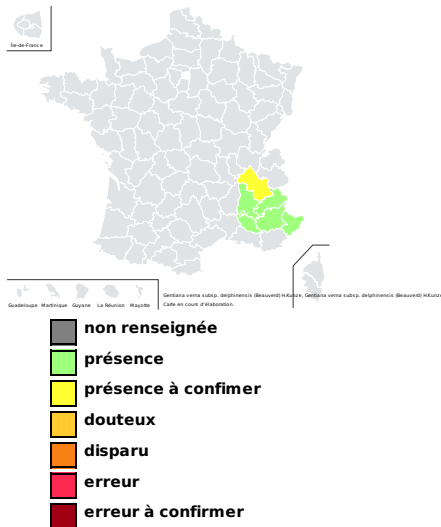 Île-de-France
Guadeloupe Martinique Guyane La Réunion Mayotte
Gentiana verna subsp. delphinensis (Beauverd) H.Kunze, Gentiana verna subsp. delphinensis (Beauverd) H.Kunze
Carte en cours d'élaboration.
non renseignée
présence
présence à confimer
douteux
disparu
erreur
erreur à confirmer